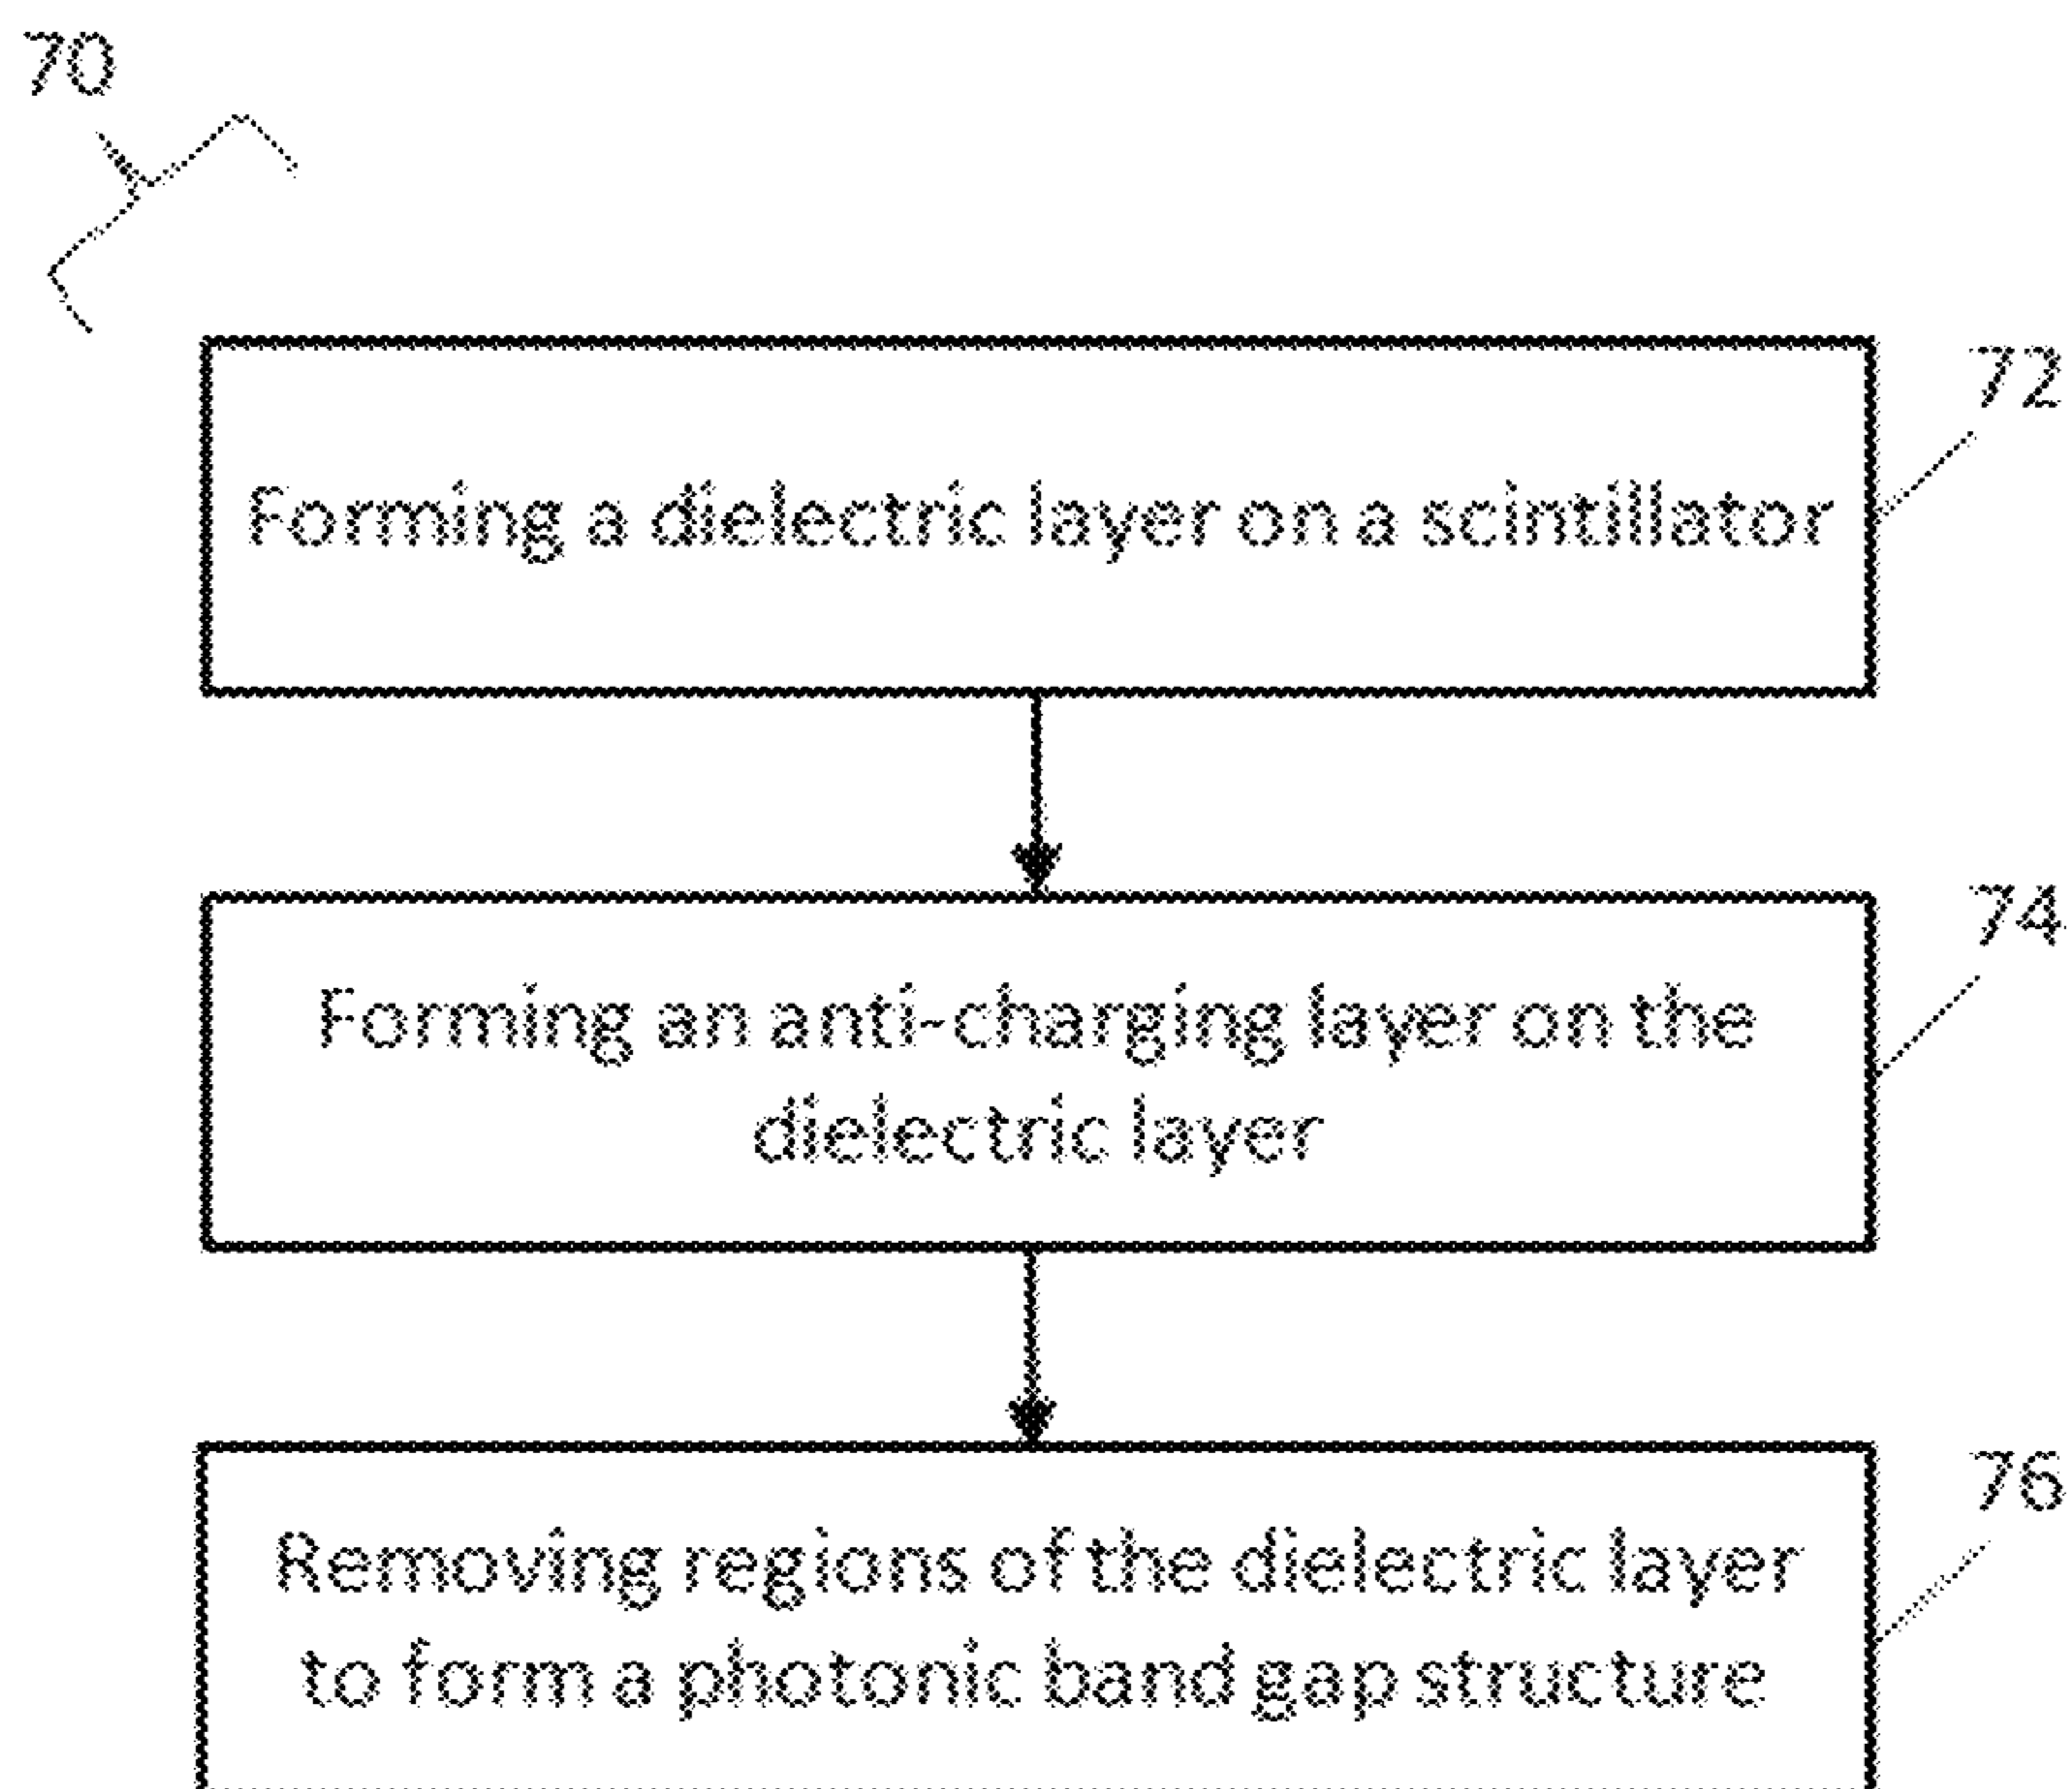 70
72
Forming a dielectric layer on a scintillator
74
Forming an anti-charging layer on the
dielectric layer
76
Removing regions of the dielectric layer
to form a photonic band gap structure